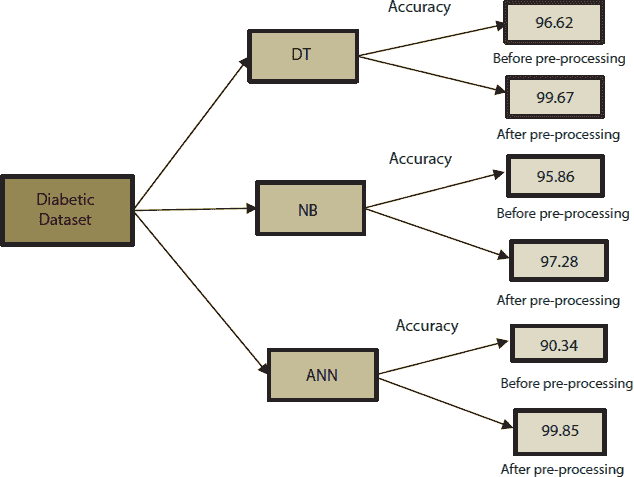 Diabetic
Dataset
DT
Accuracy
96.62
Before pre-processing
99.67
After pre-processing
NB
Accuracy
95.86
Before pre-processing
97.28
After pre-processing
ANN
Accuracy
90.34
Before pre-processing
99.85
After pre-processing